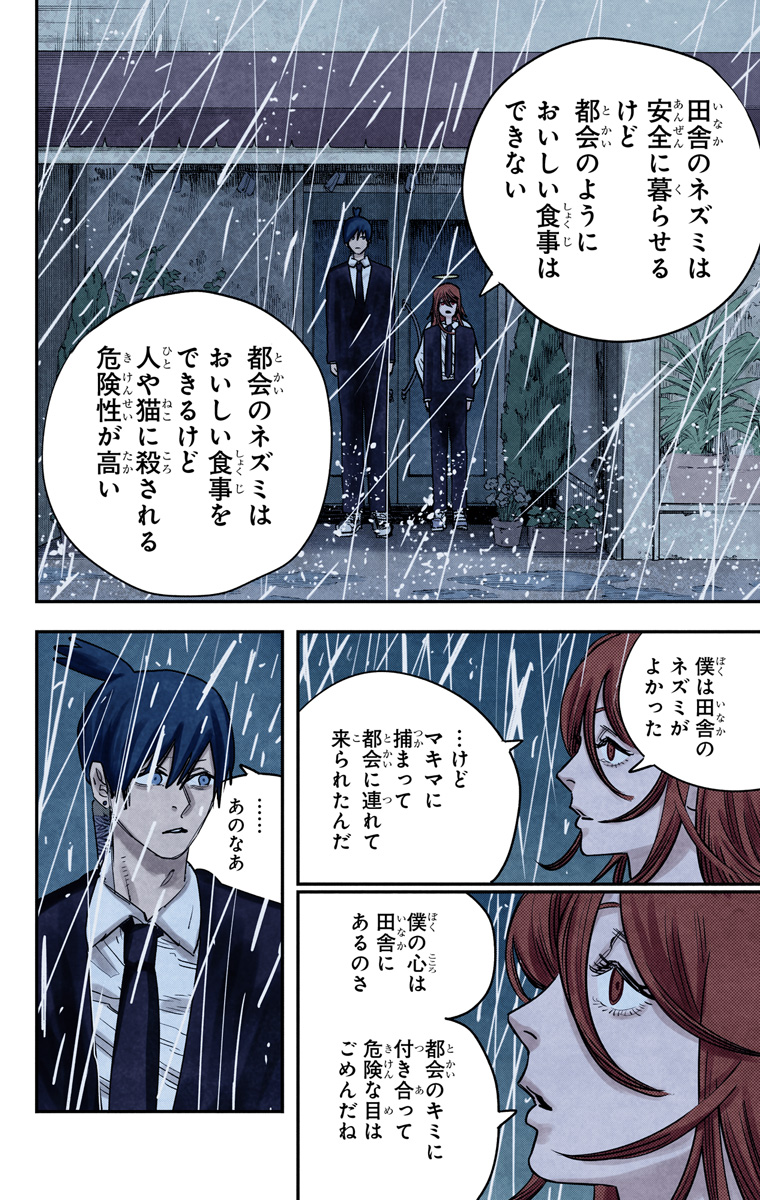 田舎のネズミは
安全に暮らせる
けど
都会のように
おいしい食事は
できない
都会のネズミは
おいしい食事を
できるけど
人や猫に殺される
危険性が高い
僕は田舎の
ネズミが
よかった
…けど
マキマに
捕まって
都会に連れて
来られたんだ
僕の心は
田舎に
あるのさ
都会のキミに
付き合って
危険な目は
ごめんだね
……
あのなあ